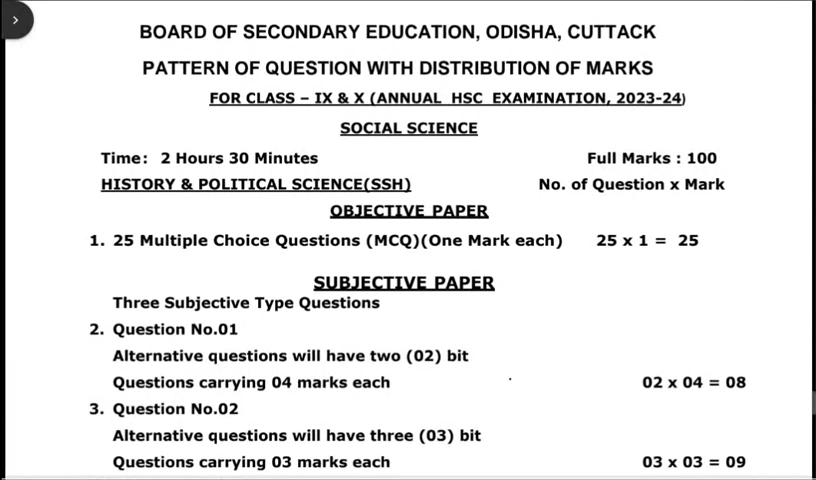 BOARD OF SECONDARY EDUCATION, ODISHA, CUTTACK
PATTERN OF QUESTION WITH DISTRIBUTION OF MARKS
FOR CLASS – IX & X (ANNUAL HSC EXAMINATION, 2023-24)
SOCIAL SCIENCE
Time: 2 Hours 30 Minutes Full Marks : 100
HISTORY & POLITICAL SCIENCE(SSH) No. of Question x Mark
OBJECTIVE PAPER
1. 25 Multiple Choice Questions (MCQ)(One Mark each) 25 x 1 = 25
SUBJECTIVE PAPER
Three Subjective Type Questions
2. Question No.01
Alternative questions will have two (02) bit
Questions carrying 04 marks each 02 x 04 = 08
3. Question No.02
Alternative questions will have three (03) bit
Questions carrying 03 marks each 03 x 03 = 09